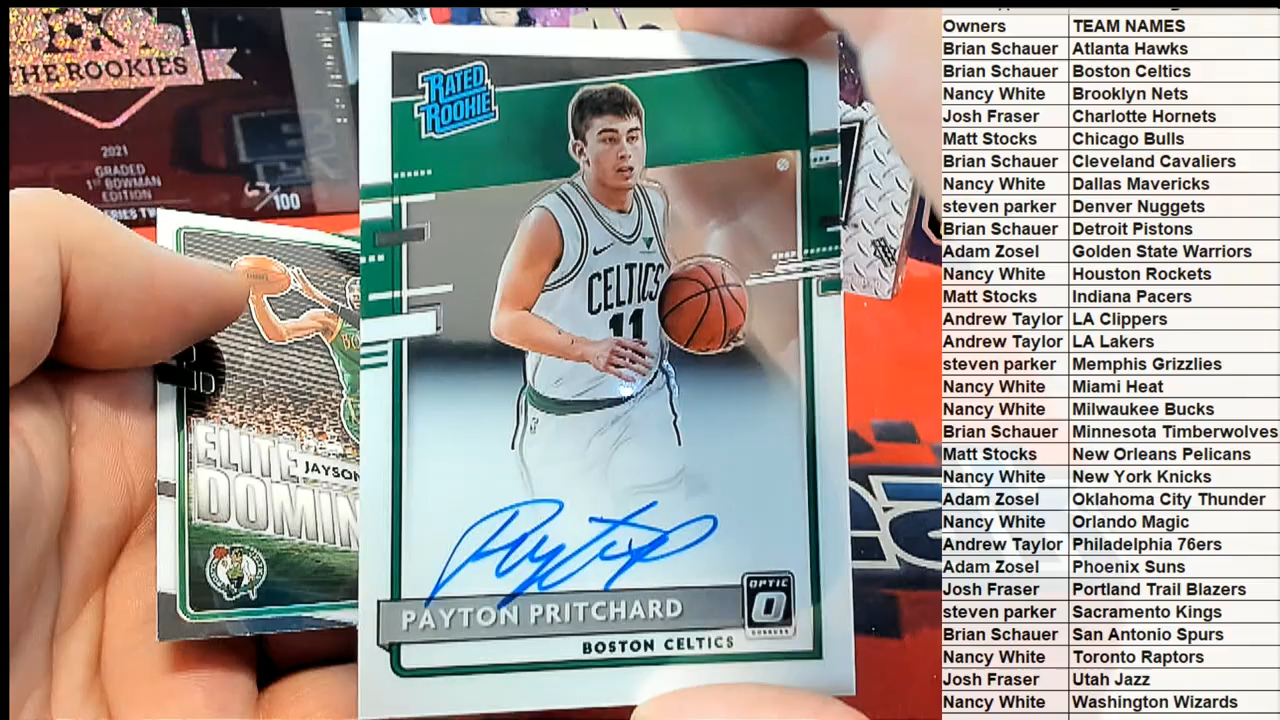 THE ROOKIES
2021
GRADED
1ST BOWMAN
EDITION
/100
RATED
ROOKIE
CELTICS
11
ELITE
JAYSON
DOMIN
OPTIC
PAYTON PRITCHARD
BOSTON CELTICS
Owners TEAM NAMES
Brian Schauer Atlanta Hawks
Brian Schauer Boston Celtics
Nancy White Brooklyn Nets
Josh Fraser Charlotte Hornets
Matt Stocks Chicago Bulls
Brian Schauer Cleveland Cavaliers
Nancy White Dallas Mavericks
steven parker Denver Nuggets
Brian Schauer Detroit Pistons
Adam Zosel Golden State Warriors
Nancy White Houston Rockets
Matt Stocks Indiana Pacers
Andrew Taylor LA Clippers
Andrew Taylor LA Lakers
steven parker Memphis Grizzlies
Nancy White Miami Heat
Nancy White Milwaukee Bucks
Brian Schauer Minnesota Timberwolves
Matt Stocks New Orleans Pelicans
Nancy White New York Knicks
Adam Zosel Oklahoma City Thunder
Nancy White Orlando Magic
Andrew Taylor Philadelphia 76ers
Adam Zosel Phoenix Suns
Josh Fraser Portland Trail Blazers
steven parker Sacramento Kings
Brian Schauer San Antonio Spurs
Nancy White Toronto Raptors
Josh Fraser Utah Jazz
Nancy White Washington Wizards